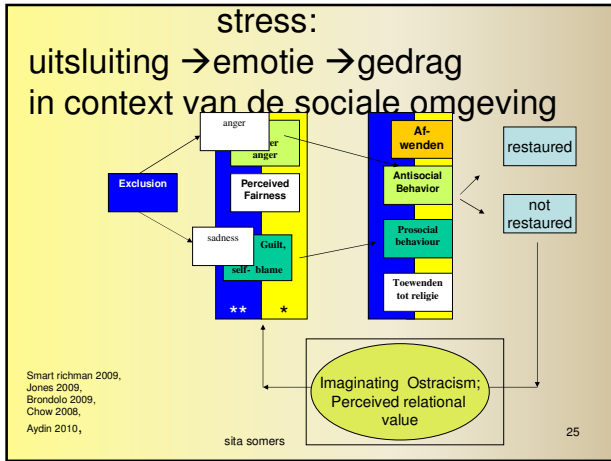 stress:
uitsluiting →emotie →gedrag
in context van de sociale omgeving
anger
anger
Exclusion
Perceived
Fairness
sadness
Guilt,
self- blame
** *
Af-
wenden
Antisocial
Behavior
Prosocial
behaviour
Toewenden
tot religie
restaured
not
restaured
Imaginating Ostracism;
Perceived relational
value
Smart richman 2009,
Jones 2009,
Brondolo 2009,
Chow 2008,
Aydin 2010,
sita somers
25